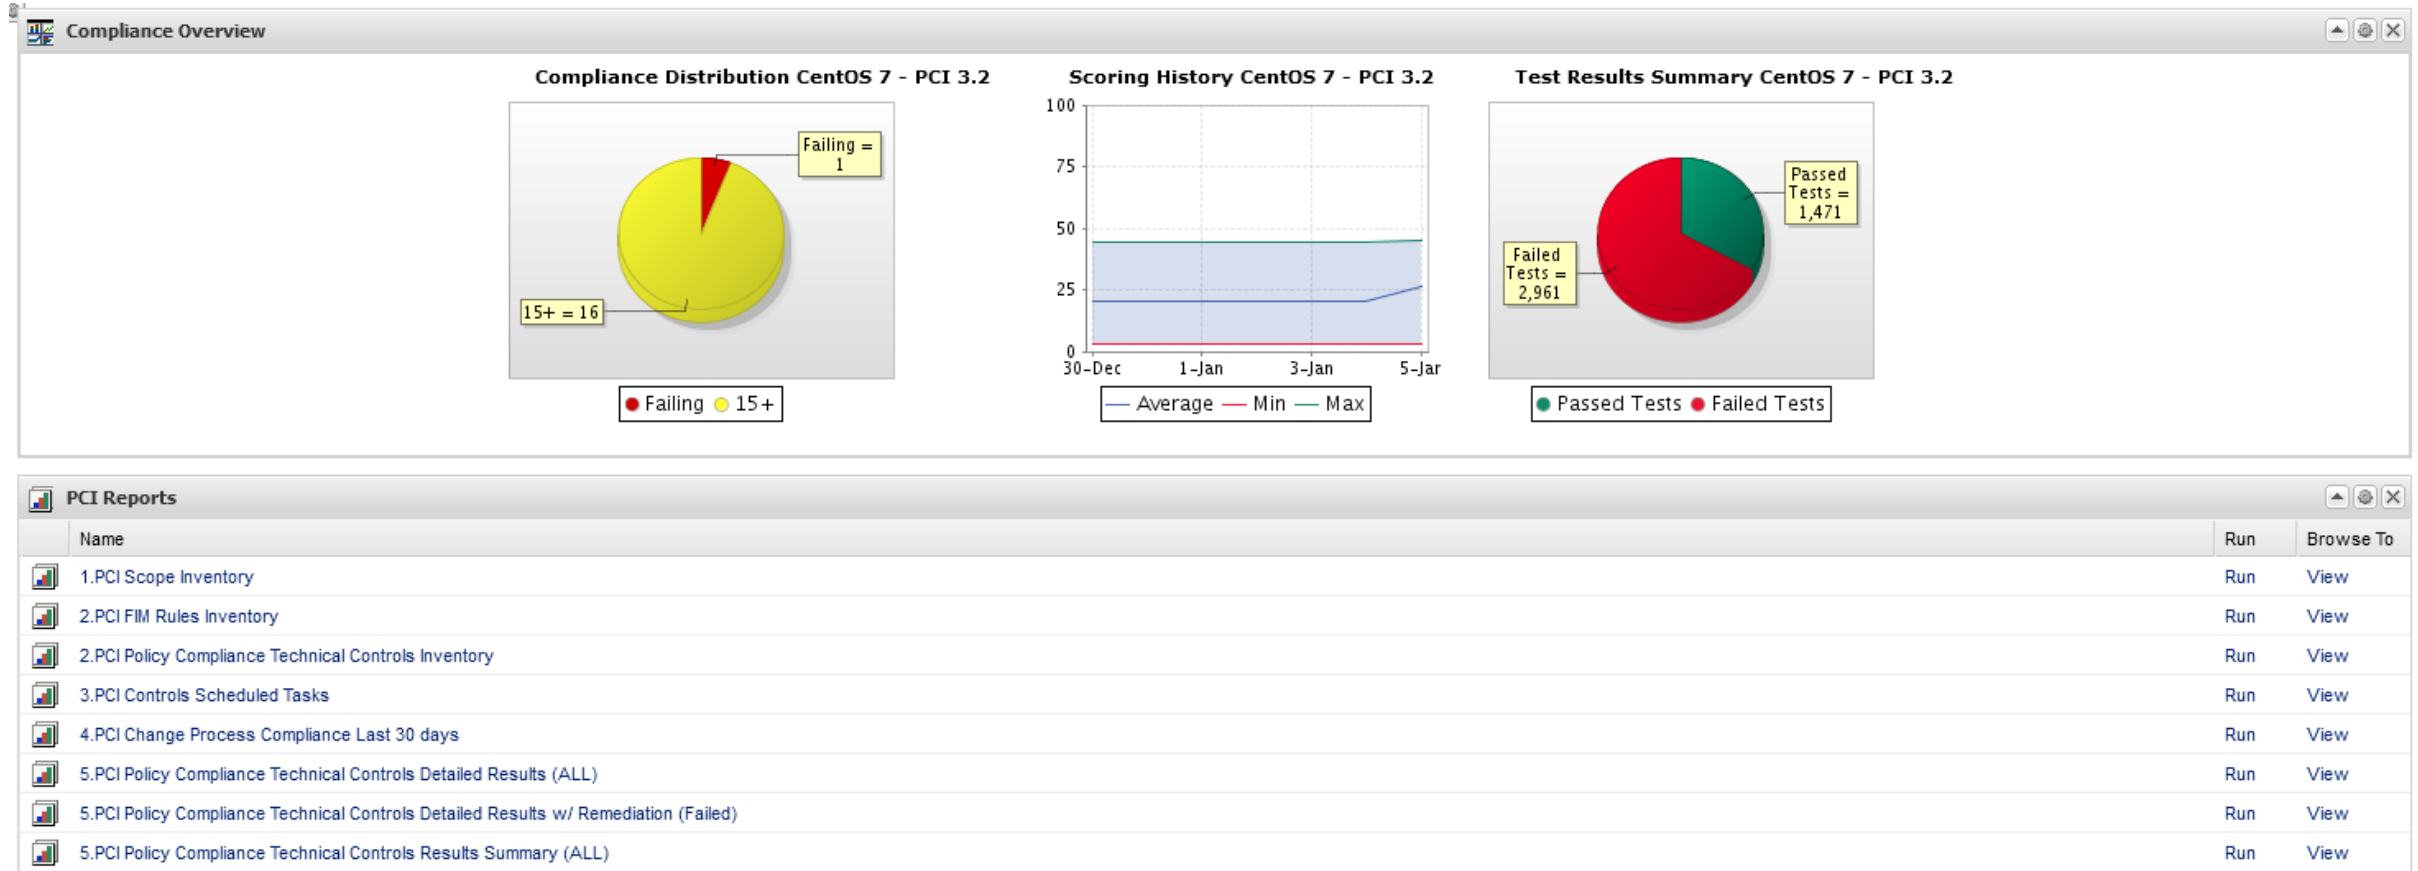 Compliance Overview
Compliance Distribution CentOS 7 - PCI 3.2
Failing =
1
15+ = 16
Failing 15+
Scoring History CentOS 7 - PCI 3.2
100
75
50
25
0
30-Dec 1-Jan 3-Jan 5-Jar
Average Min Max
Test Results Summary CentOS 7 - PCI 3.2
Passed
Tests =
1,471
Failed
Tests =
2,961
Passed Tests Failed Tests
PCI Reports
Name Run Browse To
1.PCI Scope Inventory Run View
2.PCI FIM Rules Inventory Run View
2.PCI Policy Compliance Technical Controls Inventory Run View
3.PCI Controls Scheduled Tasks Run View
4.PCI Change Process Compliance Last 30 days Run View
5.PCI Policy Compliance Technical Controls Detailed Results (ALL) Run View
5.PCI Policy Compliance Technical Controls Detailed Results w/ Remediation (Failed) Run View
5.PCI Policy Compliance Technical Controls Results Summary (ALL) Run View